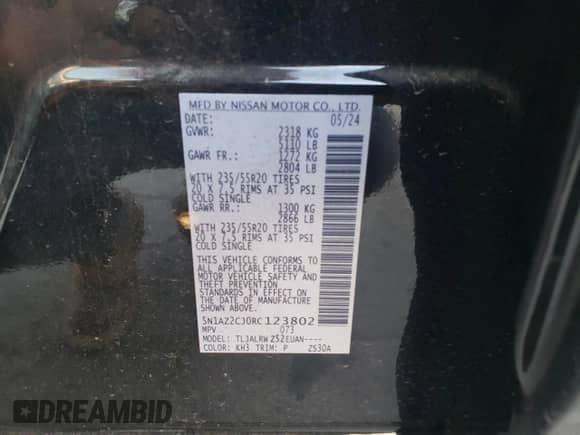 MFD BY NISSAN MOTOR CO., LTD.
DATE: 05/24
GVWR: 2318 KG
5110 LB
GAWR FR.: 1272 KG
2804 LB
WITH 235/55R20 TIRES
20 X 7.5 RIMS AT 35 PSI
COLD SINGLE
GAWR RR.: 1300 KG
2866 LB
WITH 235/55R20 TIRES
20 X 7.5 RIMS AT 35 PSI
COLD SINGLE
THIS VEHICLE CONFORMS TO
ALL APPLICABLE FEDERAL
MOTOR VEHICLE SAFETY AND
THEFT PREVENTION
STANDARDS IN EFFECT ON
THE DATE OF MANUFACTURE
SHOWN ABOVE.
5N1AZ2CJ0RC123802
MPV 073
MODEL: TLJALRWZ52EUAN----
COLOR: KH3 TRIM: P ZS30A
DREAMBID